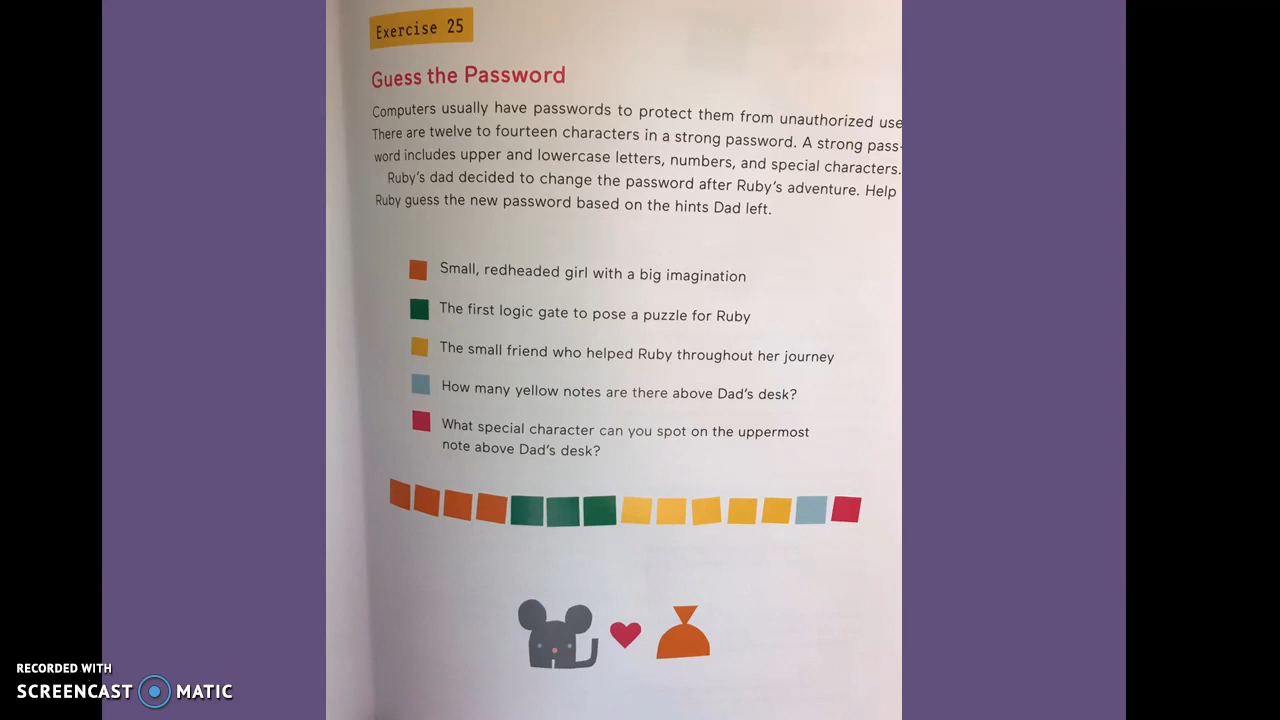 Exercise 25
Guess the Password
Computers usually have passwords to protect them from unauthorized use
There are twelve to fourteen characters in a strong password. A strong pass-
word includes upper and lowercase letters, numbers, and special characters.
Ruby's dad decided to change the password after Ruby's adventure. Help
Ruby guess the new password based on the hints Dad left.
Small, redheaded girl with a big imagination
The first logic gate to pose a puzzle for Ruby
The small friend who helped Ruby throughout her journey
How many yellow notes are there above Dad's desk?
What special character can you spot on the uppermost
note above Dad's desk?
RECORDED WITH
SCREENCAST MATIC